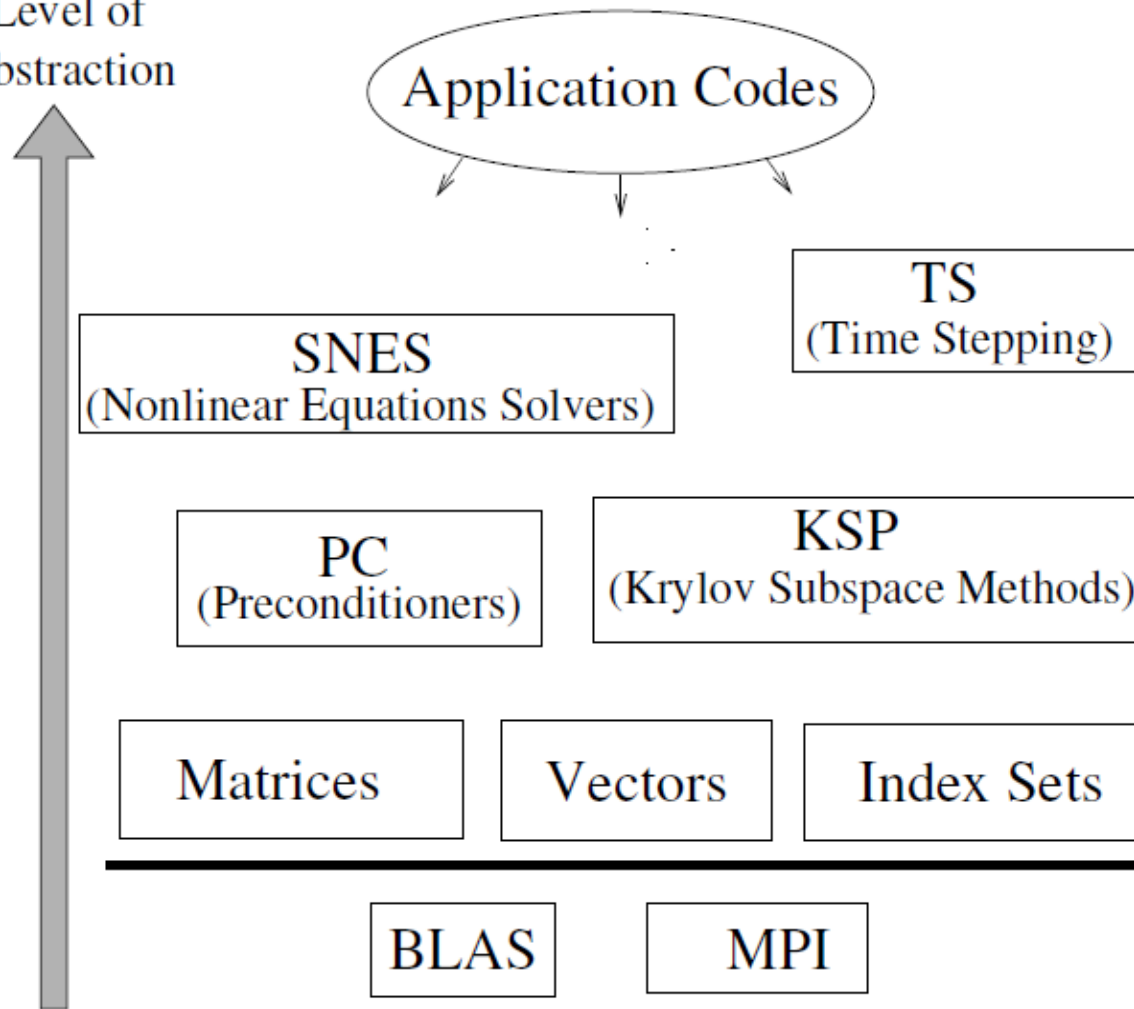 Level of
bstraction
Application Codes
TS
(Time Stepping)
SNES
(Nonlinear Equations Solvers)
PC
(Preconditioners)
KSP
(Krylov Subspace Methods)
Matrices
Vectors
Index Sets
BLAS
MPI